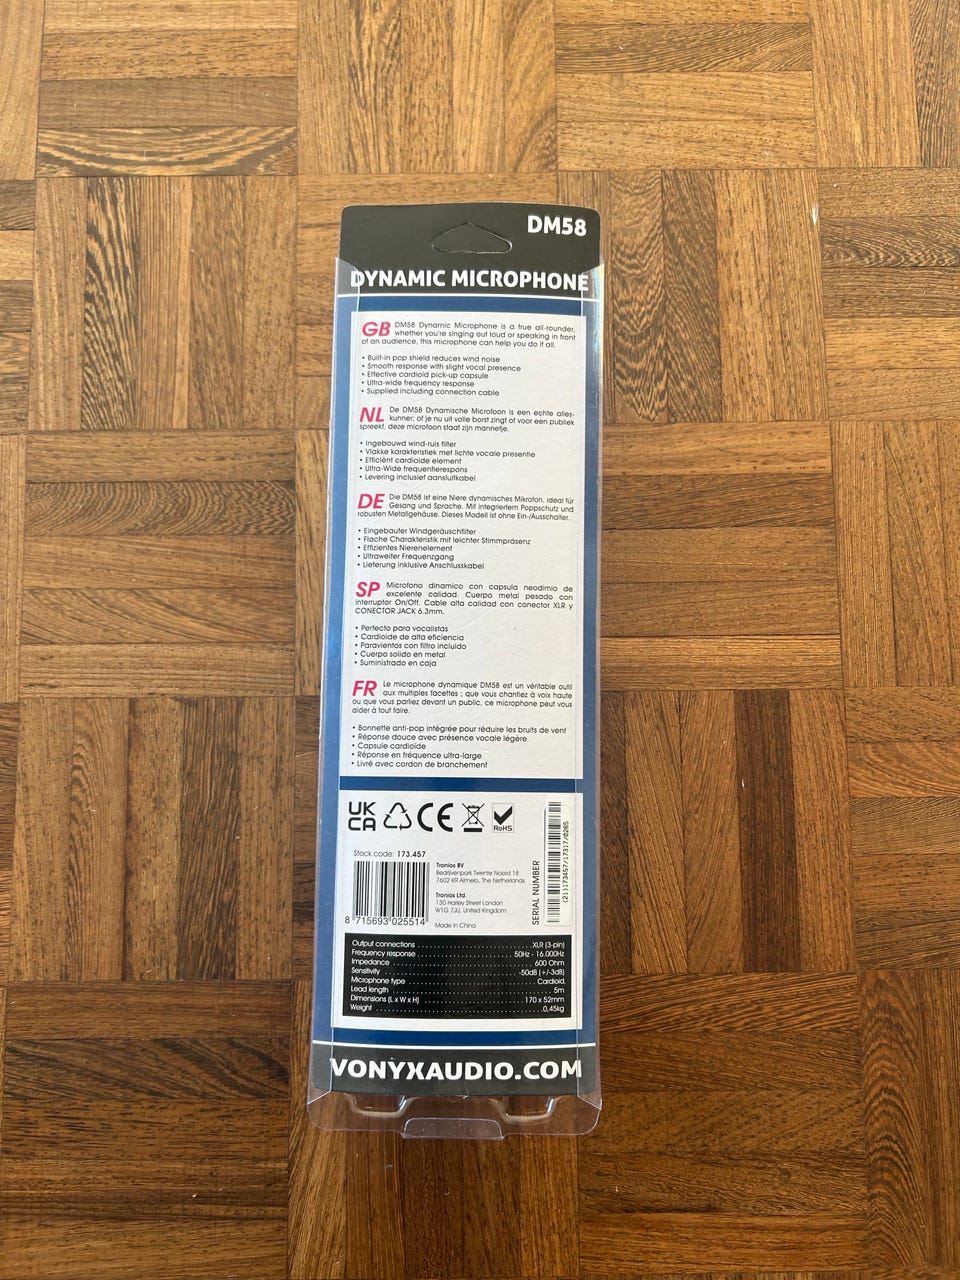 DM58
DYNAMIC MICROPHONE
GB DM58 Dynamic Microphone is a true all-rounder,
whether you're singing out loud or speaking in front
of an audience, this microphone can help you do it all.
• Built-in pop shield reduces wind noise
• Smooth response with slight vocal presence
• Effective cardioid pick-up capsule
• Ultra-wide frequency response
• Supplied including connection cable
NL De DM58 Dynamische Microfoon is een echte alles-
kunner; of je nu uit volle borst zingt of voor een publiek
spreekt, deze microfoon staat zijn mannetje.
• Ingebouwd wind-ruis filter
• Vlakke karakteristiek met lichte vocale presentie
• Efficiënt cardioide element
• Ultra-Wide frequentierespons
• Levering inclusief aansluitkabel
DE Die DM58 ist eine Niere dynamisches Mikrofon, ideal für
Gesang und Sprache. Mit integriertem Poppschutz und
robusten Metallgehäuse. Dieses Modell ist ohne Ein-/Ausschalter.
• Eingebauter Windgeräuschfilter
• Flache Charakteristik mit leichter Stimmpräsenz
• Effizientes Nierenelement
• Ultraweiter Frequenzgang
• Lieferung inklusive Anschlusskabel
SP Microfono dinamico con capsula neodimio de
excelente calidad. Cuerpo metal pesado con
interruptor On/Off. Cable alta calidad con conector XLR y
CONECTOR JACK 6.3mm.
• Perfecto para vocalistas
• Cardioide de alta eficiencia
• Paravientos con filtro incluido
• Cuerpo solido en metal
• Suministrado en caja
FR Le microphone dynamique DM58 est un véritable outil
aux multiples facettes ; que vous chantiez à voix haute
ou que vous parliez devant un public, ce microphone peut vous
aider à tout faire.
• Bonnette anti-pop intégrée pour réduire les bruits de vent
• Réponse douce avec présence vocale légère
• Capsule cardioïde
• Réponse en fréquence ultra-large
• Livré avec cordon de branchement
UK
CA CE RoHS
Stock code: 173.457
8 715693 025514
Tronios BV
Bedrijvenpark Twente Noord 18
7602 KR Almelo, The Netherlands
Tronios Ltd.
130 Harley Street London
W1G 7JU, United Kingdom
Made in China
SERIAL NUMBER
(21)173457/17317/0265
Output connections XLR (3-pin)
Frequency response 50Hz - 16.000Hz
Impedance 600 Ohm
Sensitivity -50dB (+/-3dB)
Microphone type Cardioid,
Lead length 5m
Dimensions (L x W x H) 170 x 52mm
Weight 0,45kg
VONYXAUDIO.COM